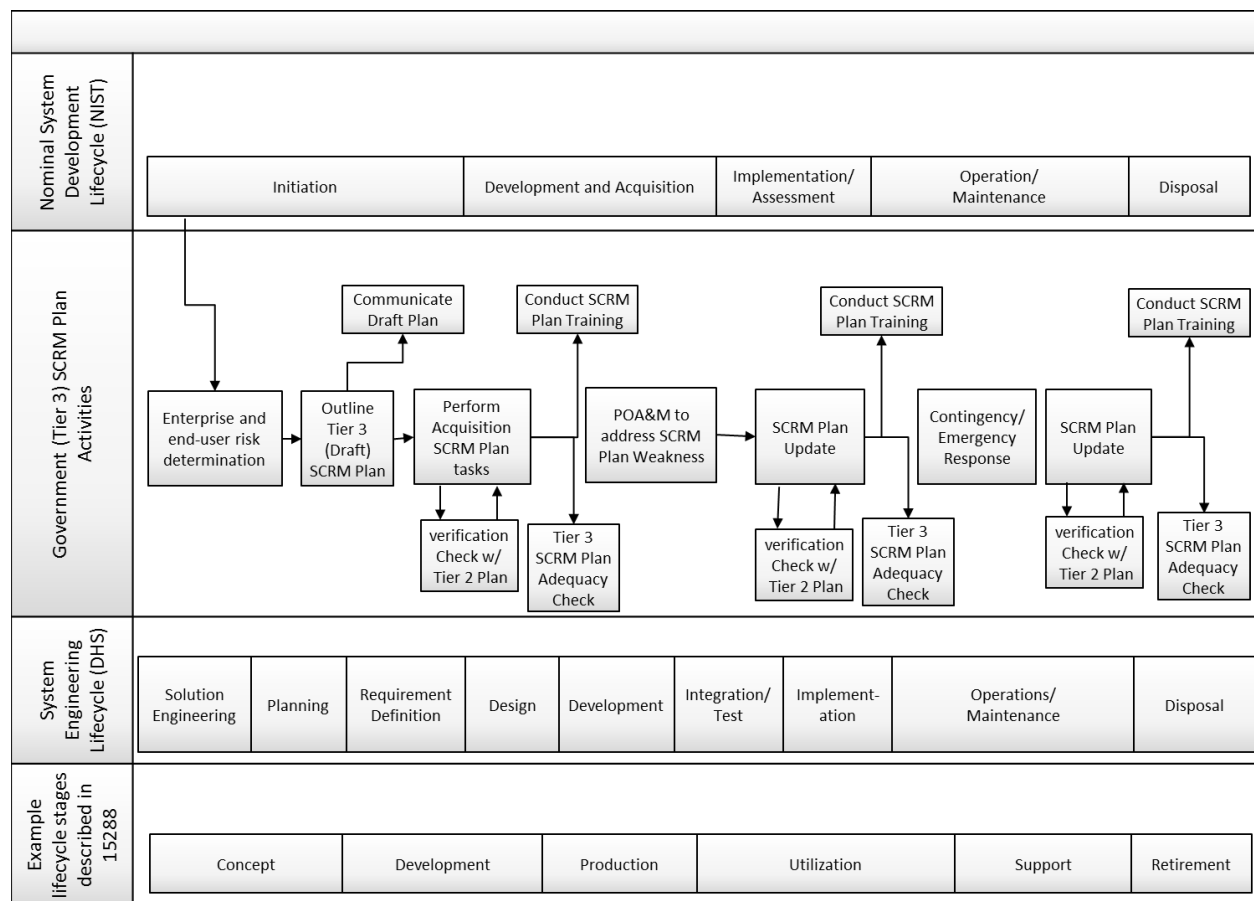 Nominal System
Development
Lifecycle (NIST)
Initiation
Development and Acquisition
Implementation/
Assessment
Operation/
Maintenance
Disposal
Government (Tier 3) SCRM Plan
Activities
Communicate
Draft Plan
Conduct SCRM
Plan Training
Conduct SCRM
Plan Training
Conduct SCRM
Plan Training
Enterprise and
end-user risk
determination
Outline
Tier 3
(Draft)
SCRM Plan
Perform
Acquisition
SCRM Plan
tasks
POA&M to
address SCRM
Plan Weakness
SCRM Plan
Update
Contingency/
Emergency
Response
SCRM Plan
Update
verification
Check w/
Tier 2 Plan
Tier 3
SCRM Plan
Adequacy
Check
verification
Check w/
Tier 2 Plan
Tier 3
SCRM Plan
Adequacy
Check
verification
Check w/
Tier 2 Plan
Tier 3
SCRM Plan
Adequacy
Check
System
Engineering
Lifecycle (DHS)
Solution
Engineering
Planning
Requirement
Definition
Design
Development
Integration/
Test
Implement-
ation
Operations/
Maintenance
Disposal
Example
lifecycle stages
described in
15288
Concept
Development
Production
Utilization
Support
Retirement